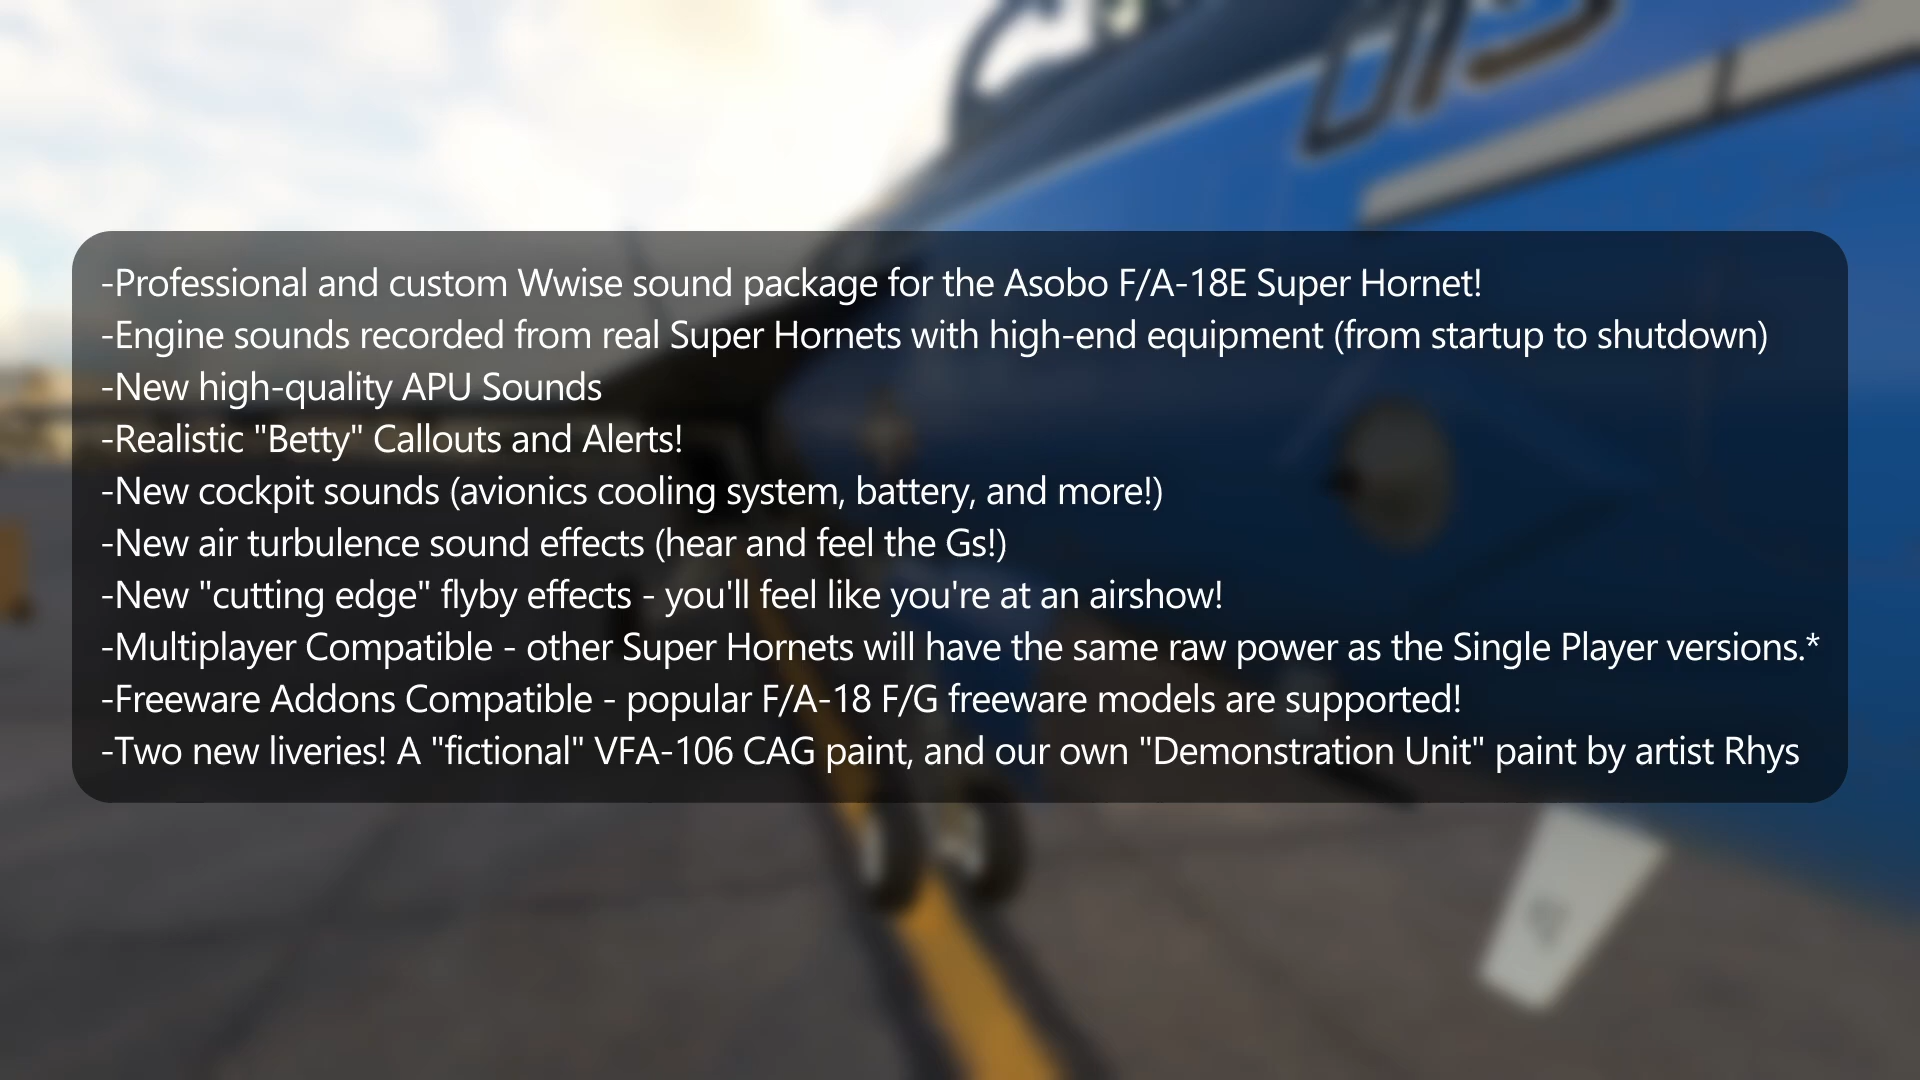 -Professional and custom Wwise sound package for the Asobo F/A-18E Super Hornet!
-Engine sounds recorded from real Super Hornets with high-end equipment (from startup to shutdown)
-New high-quality APU Sounds
-Realistic "Betty" Callouts and Alerts!
-New cockpit sounds (avionics cooling system, battery, and more!)
-New air turbulence sound effects (hear and feel the Gs!)
-New "cutting edge" flyby effects - you'll feel like you're at an airshow!
-Multiplayer Compatible - other Super Hornets will have the same raw power as the Single Player versions.*
-Freeware Addons Compatible - popular F/A-18 F/G freeware models are supported!
-Two new liveries! A "fictional" VFA-106 CAG paint, and our own "Demonstration Unit" paint by artist Rhys